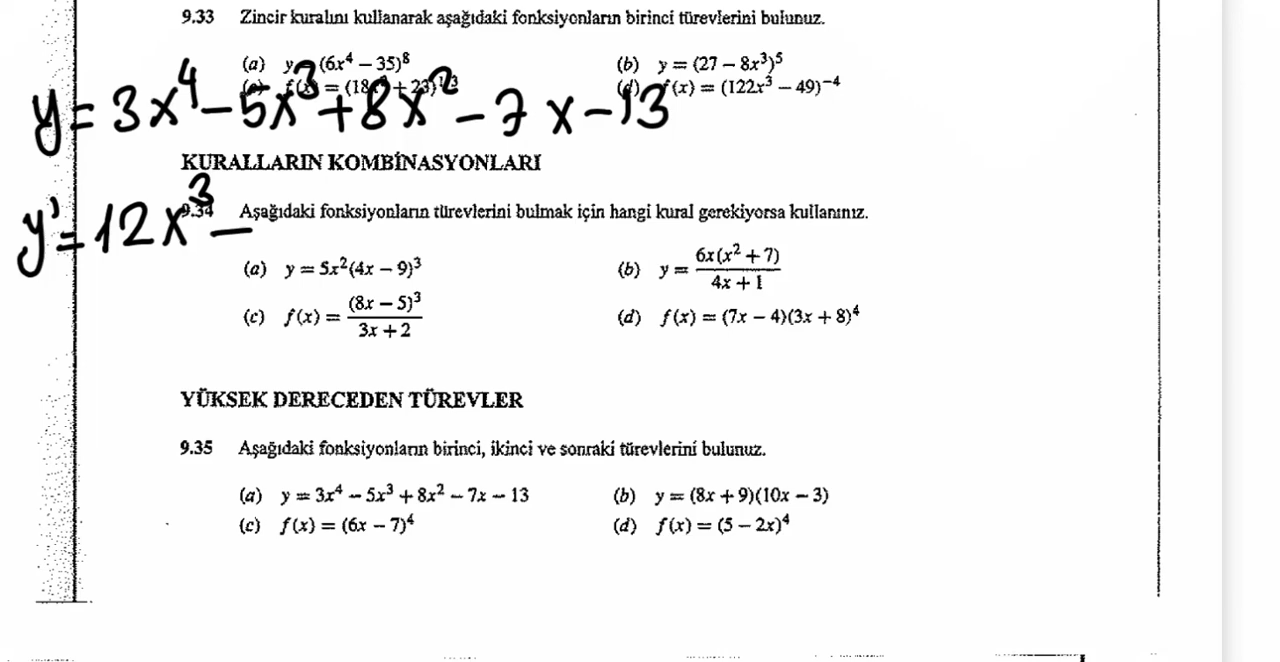 9.33 Zincir kuralını kullanarak aşağıdaki fonksiyonların birinci türevlerini bulunuz.
(a) y = (6x⁴ – 35)⁸ (b) y = (27 – 8x³)⁵
f(x) = (18 + 23) (d) f(x) = (122x³ – 49)⁻⁴
y = 3x⁴ – 5x³ + 8x² – 7x – 13
KURALLARIN KOMBİNASYONLARI
y' = 12x³ –
9.34 Aşağıdaki fonksiyonların türevlerini bulmak için hangi kural gerekiyorsa kullanınız.
(a) y = 5x²(4x – 9)³ (b) y = 6x(x² + 7) / 4x + 1
(c) f(x) = (8x – 5)³ / 3x + 2 (d) f(x) = (7x – 4)(3x + 8)⁴
YÜKSEK DERECEDEN TÜREVLER
9.35 Aşağıdaki fonksiyonların birinci, ikinci ve sonraki türevlerini bulunuz.
(a) y = 3x⁴ – 5x³ + 8x² – 7x – 13 (b) y = (8x + 9)(10x – 3)
(c) f(x) = (6x – 7)⁴ (d) f(x) = (5 – 2x)⁴